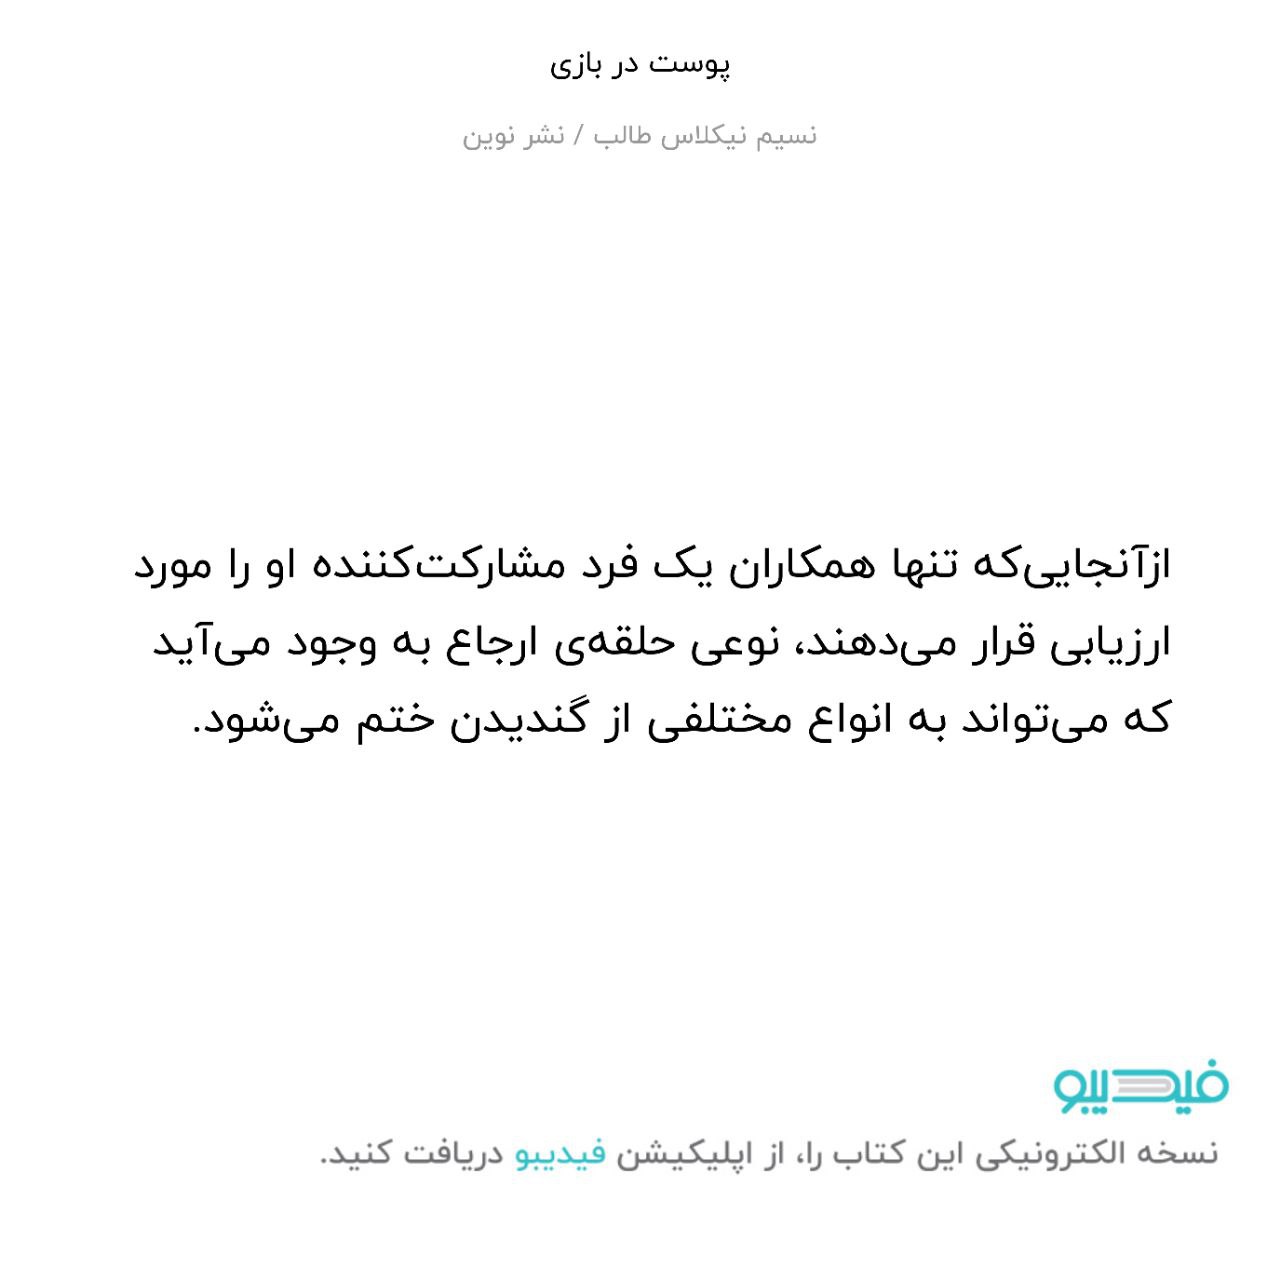 پوست در بازی
نسیم نیکلاس طالب / نشر نوین
ازآنجایی‌که تنها همکاران یک فرد مشارکت‌کننده او را مورد
ارزیابی قرار می‌دهند، نوعی حلقه‌ی ارجاع به وجود می‌آید
که می‌تواند به انواع مختلفی از گندیدن ختم می‌شود.
فیدیبو
نسخه الکترونیکی این کتاب را، از اپلیکیشن فیدیبو دریافت کنید.